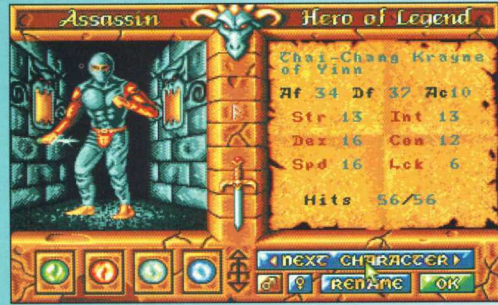 Assassin
Hero of Legend
Thai-Chang Krayne
of Yinn
Af 34 Df 37 Ac10
Str 13 Int 13
Dex 16 Con 12
Spd 16 Lck 6
Hits 56/56
NEXT CHARACTER
RENAME OK